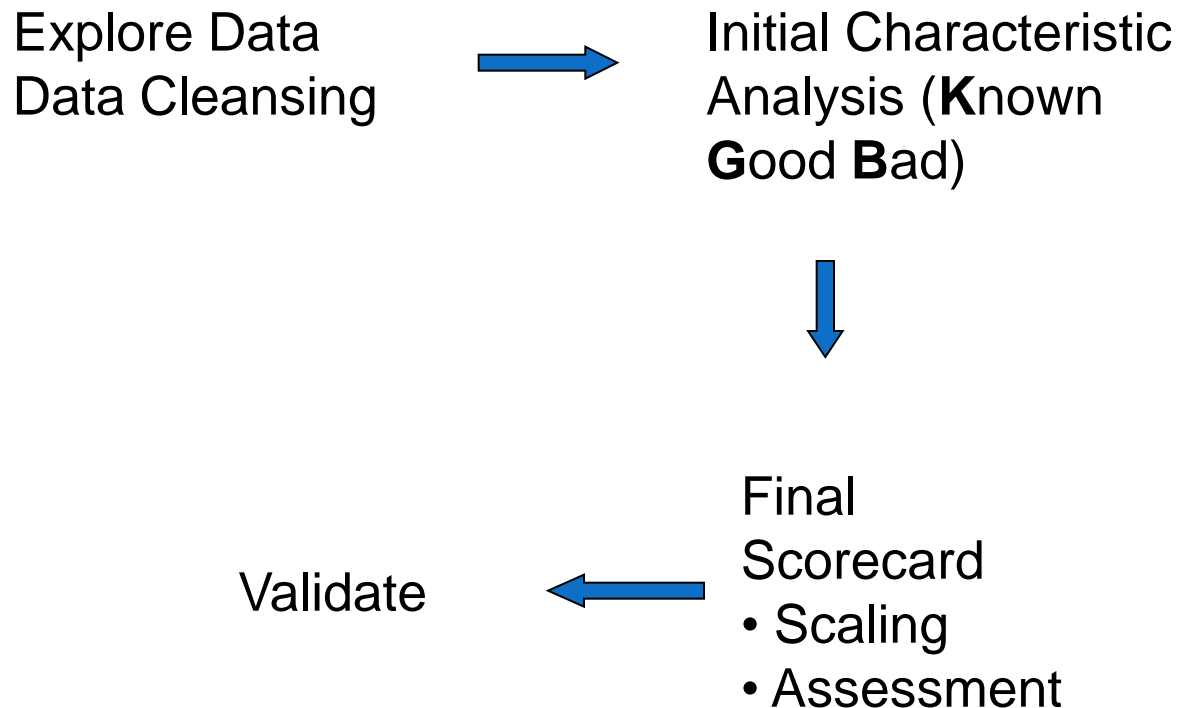 Explore Data
Data Cleansing
Initial Characteristic
Analysis (Known
Good Bad)
Final
Scorecard
• Scaling
• Assessment
Validate